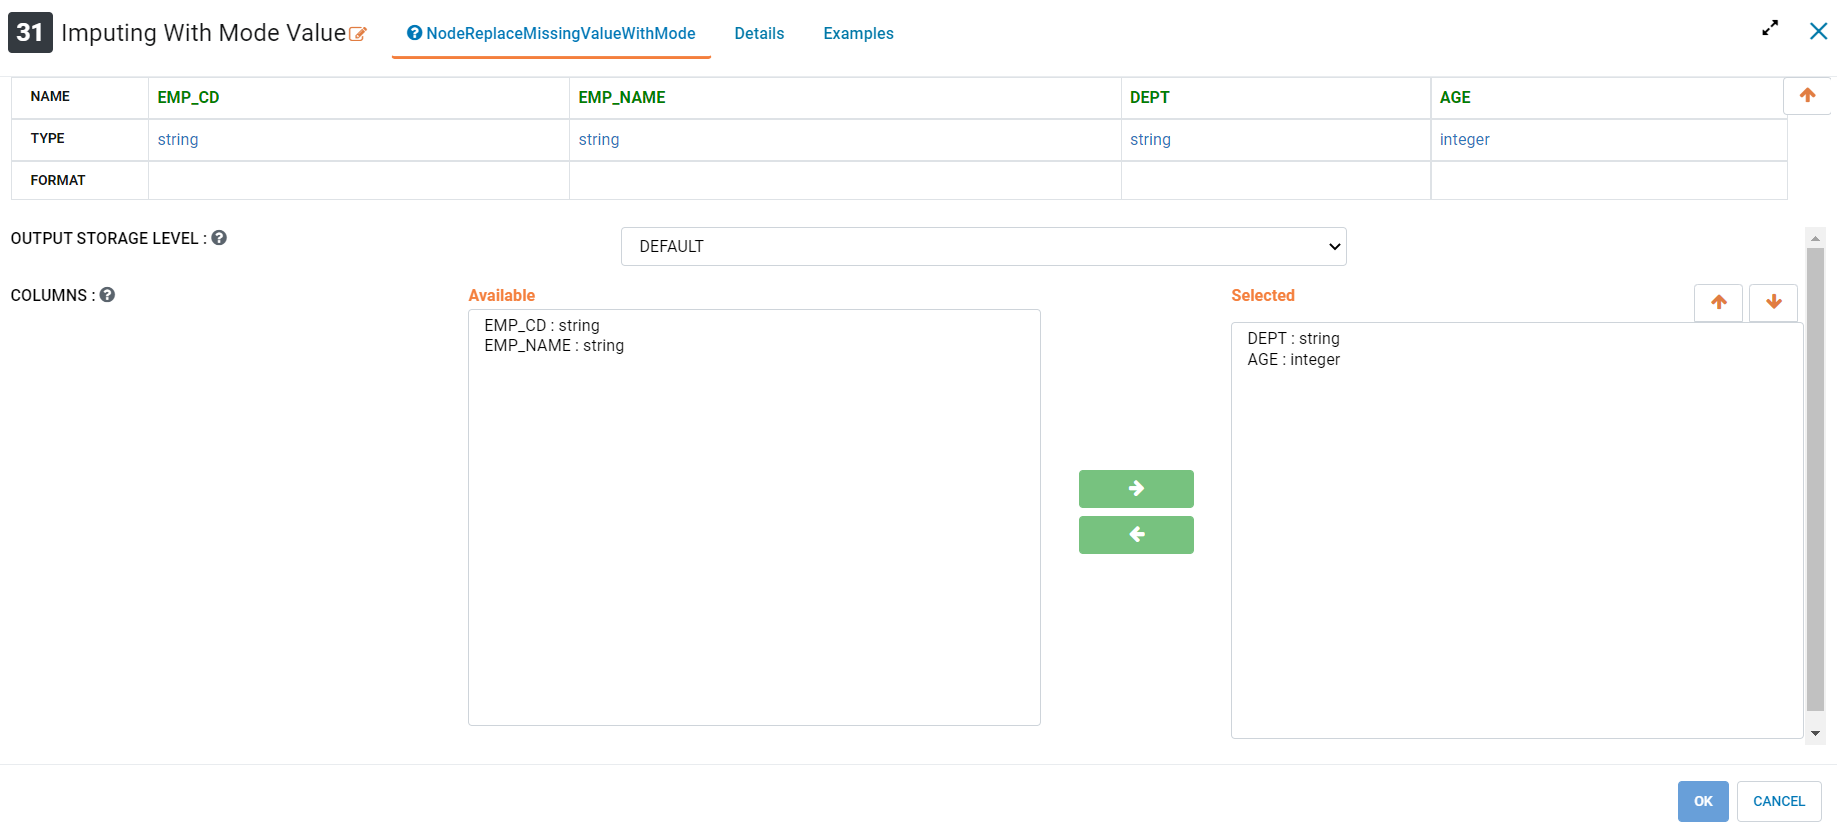 31 Imputing With Mode Value NodeReplaceMissingValueWithMode Details Examples
NAME EMP_CD EMP_NAME DEPT AGE
TYPE string string string integer
FORMAT
OUTPUT STORAGE LEVEL : DEFAULT
COLUMNS : Available Selected
EMP_CD : string
EMP_NAME : string
DEPT : string
AGE : integer
OK CANCEL